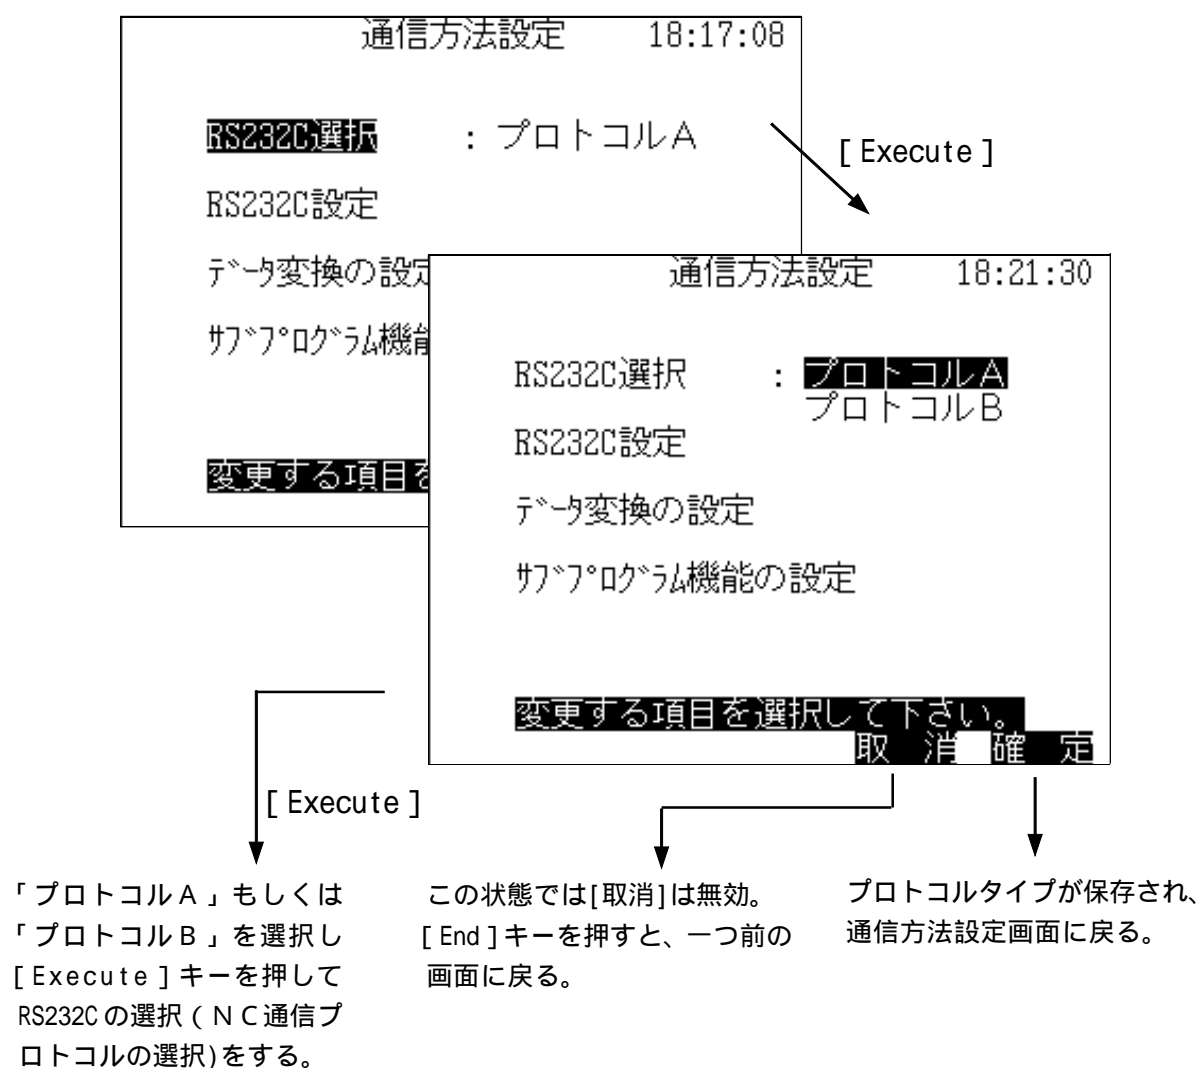 通信方法設定 18:17:08
RS232C選択 : プロトコルA
[ Execute ]
RS232C設定
データ変換の設定
サブプログラム機能
変更する項目を
通信方法設定 18:21:30
RS232C選択 : プロトコルA
プロトコルB
RS232C設定
データ変換の設定
サブプログラム機能の設定
変更する項目を選択して下さい。
取 消 確 定
[ Execute ]
「プロトコルA」もしくは
「プロトコルB」を選択し
[ Execute ] キーを押して
RS232Cの選択(NC通信プ
ロトコルの選択)をする。
この状態では[取消]は無効。
[ End ]キーを押すと、一つ前の
画面に戻る。
プロトコルタイプが保存され、
通信方法設定画面に戻る。